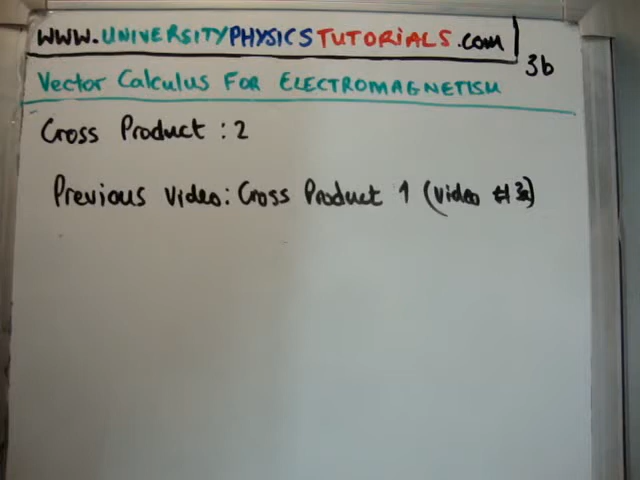 WWW.UNIVERSITYPHYSICSTUTORIALS.com
3b
Vector Calculus FOR ELECTROMAGNETISM
Cross Product : 2
Previous Video: Cross Product 1 (Video #3a)